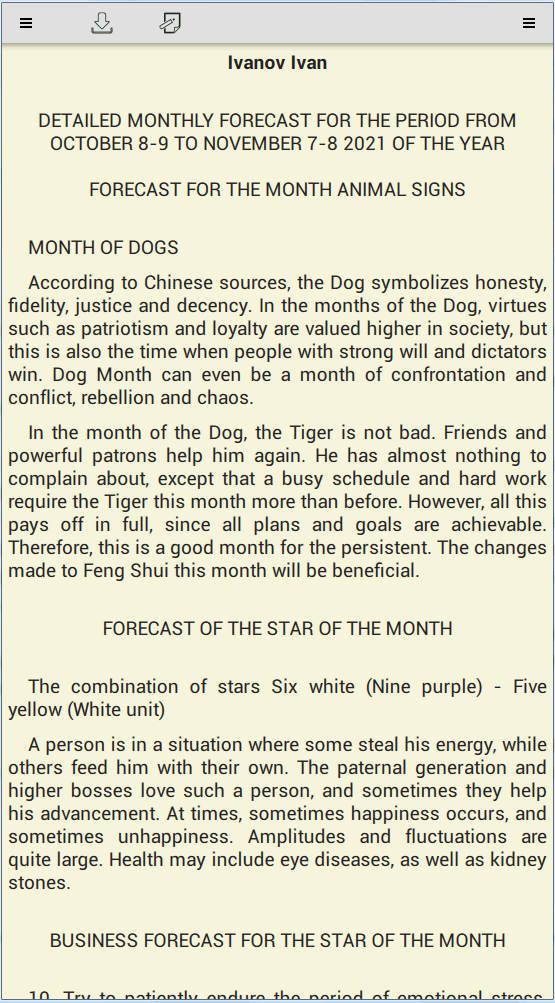 Ivanov Ivan
DETAILED MONTHLY FORECAST FOR THE PERIOD FROM
OCTOBER 8-9 TO NOVEMBER 7-8 2021 OF THE YEAR
FORECAST FOR THE MONTH ANIMAL SIGNS
MONTH OF DOGS
According to Chinese sources, the Dog symbolizes honesty,
fidelity, justice and decency. In the months of the Dog, virtues
such as patriotism and loyalty are valued higher in society, but
this is also the time when people with strong will and dictators
win. Dog Month can even be a month of confrontation and
conflict, rebellion and chaos.
In the month of the Dog, the Tiger is not bad. Friends and
powerful patrons help him again. He has almost nothing to
complain about, except that a busy schedule and hard work
require the Tiger this month more than before. However, all this
pays off in full, since all plans and goals are achievable.
Therefore, this is a good month for the persistent. The changes
made to Feng Shui this month will be beneficial.
FORECAST OF THE STAR OF THE MONTH
The combination of stars Six white (Nine purple) - Five
yellow (White unit)
A person is in a situation where some steal his energy, while
others feed him with their own. The paternal generation and
higher bosses love such a person, and sometimes they help
his advancement. At times, sometimes happiness occurs, and
sometimes unhappiness. Amplitudes and fluctuations are
quite large. Health may include eye diseases, as well as kidney
stones.
BUSINESS FORECAST FOR THE STAR OF THE MONTH
10. Try to patiently endure the period of emotional stress,